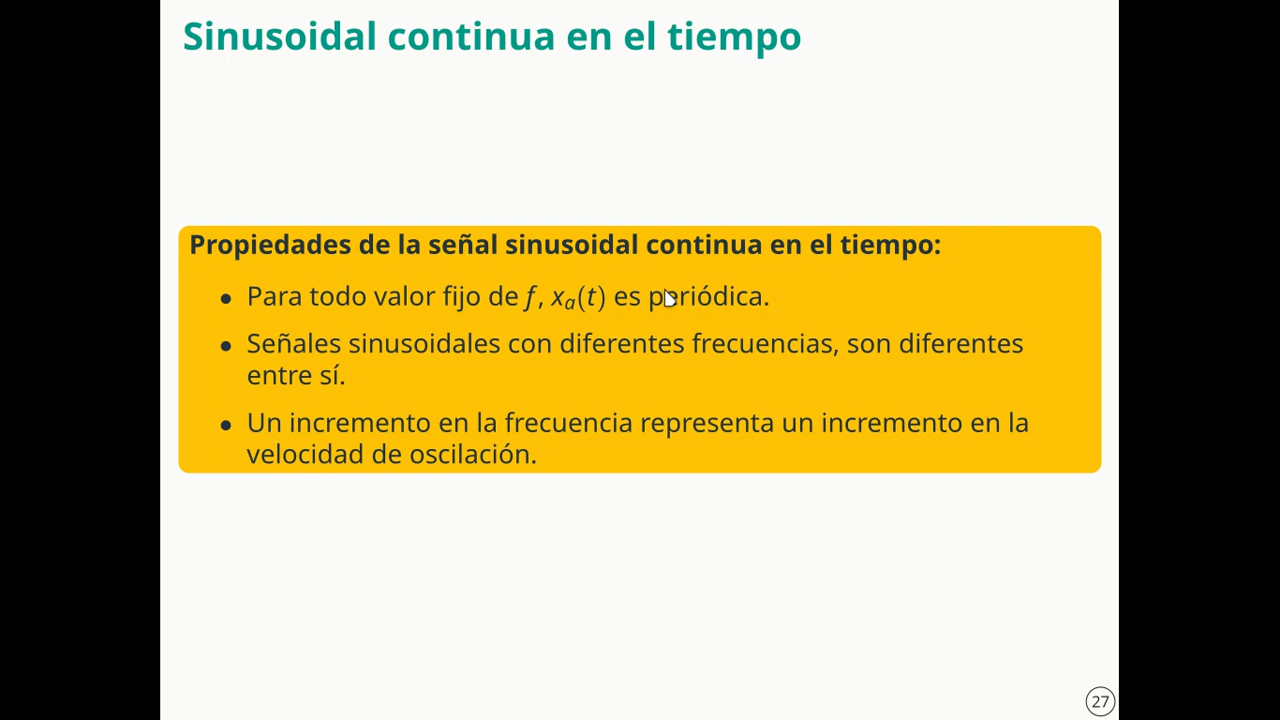 Sinusoidal continua en el tiempo
Propiedades de la señal sinusoidal continua en el tiempo:
• Para todo valor fijo de f, xₐ(t) es periódica.
• Señales sinusoidales con diferentes frecuencias, son diferentes
entre sí.
• Un incremento en la frecuencia representa un incremento en la
velocidad de oscilación.
27